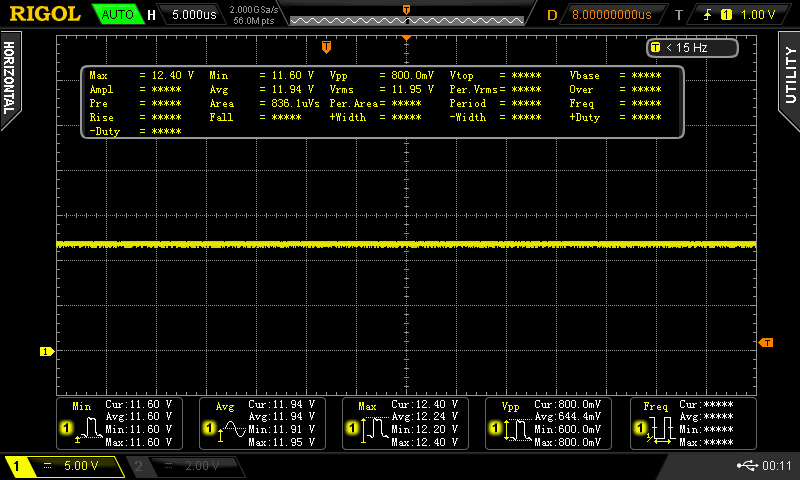 RIGOL AUTO H 5.000us 2.000GSa/s 56.0M pts T D 8.00000000us T 1 1.00 V
T
T < 15 Hz
HORIZONTAL
UTILITY
Max = 12.40 V Min = 11.60 V Vpp = 800.0mV Vtop = ***** Vbase = *****
Ampl = ***** Avg = 11.94 V Vrms = 11.95 V Per.Vrms= ***** Over = *****
Pre = ***** Area = 836.1uVs Per.Area= ***** Period = ***** Freq = *****
Rise = ***** Fall = ***** +Width = ***** -Width = ***** +Duty = *****
-Duty = *****
T
1
Min
1
Cur:11.60 V
Avg:11.60 V
Min:11.60 V
Max:11.60 V
Avg
1
Cur:11.94 V
Avg:11.94 V
Min:11.91 V
Max:11.95 V
Max
1
Cur:12.40 V
Avg:12.24 V
Min:12.20 V
Max:12.40 V
Vpp
1
Cur:800.0mV
Avg:644.4mV
Min:600.0mV
Max:800.0mV
Freq
1
Cur:*****
Avg:*****
Min:*****
Max:*****
1 5.00 V 2 2.00 V 00:11